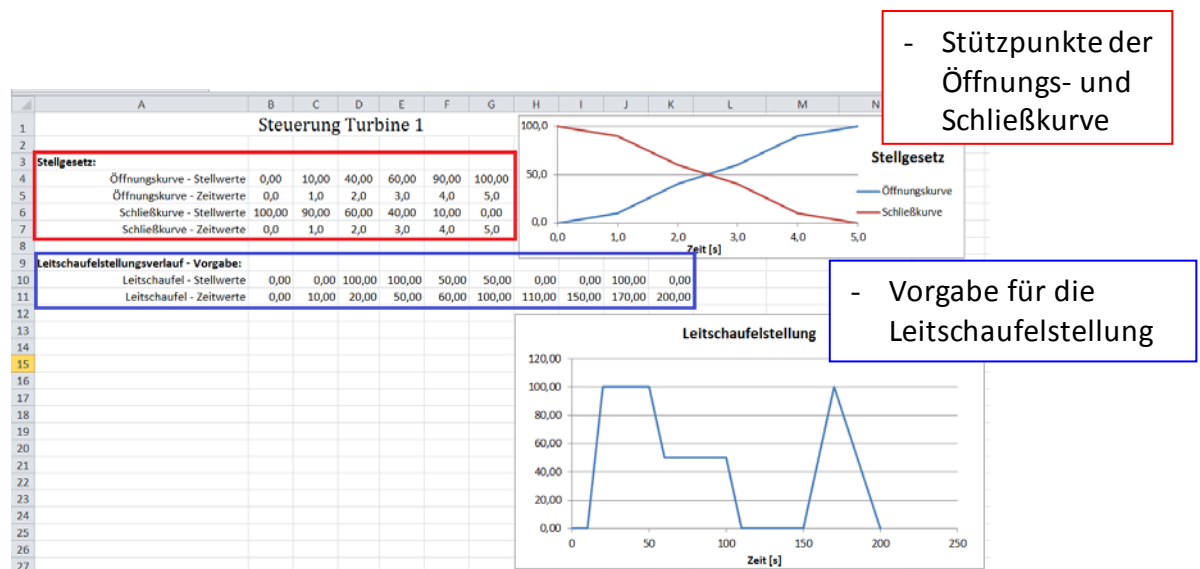 - Stützpunkte der
Öffnungs- und
Schließkurve
A B C D E F G H I J K L M N
1 Steuerung Turbine 1
2
3 Stellgesetz:
4 Öffnungskurve - Stellwerte 0,00 10,00 40,00 60,00 90,00 100,00
5 Öffnungskurve - Zeitwerte 0,0 1,0 2,0 3,0 4,0 5,0
6 Schließkurve - Stellwerte 100,00 90,00 60,00 40,00 10,00 0,00
7 Schließkurve - Zeitwerte 0,0 1,0 2,0 3,0 4,0 5,0
8
9 Leitschaufelstellungsverlauf - Vorgabe:
10 Leitschaufel - Stellwerte 0,00 0,00 100,00 100,00 50,00 50,00 0,00 0,00 100,00 0,00
11 Leitschaufel - Zeitwerte 0,00 10,00 20,00 50,00 60,00 100,00 110,00 150,00 170,00 200,00
12
13
14
15
16
17
18
19
20
21
22
23
24
25
26
27
100,0
50,0
0,0
0,0 1,0 2,0 3,0 4,0 5,0
Zeit [s]
Stellgesetz
Öffnungskurve
Schließkurve
- Vorgabe für die
Leitschaufelstellung
Leitschaufelstellung
120,00
100,00
80,00
60,00
40,00
20,00
0,00
0 50 100 150 200 250
Zeit [s]